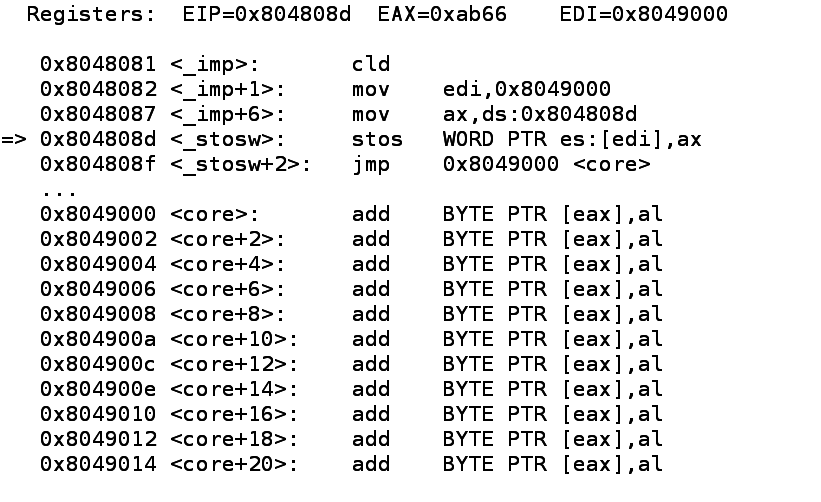 Registers:  EIP=0x804808d  EAX=0xab66   EDI=0x8049000
0x8048081 <_imp>:       cld
0x8048082 <_imp+1>:     mov    edi,0x8049000
0x8048087 <_imp+6>:     mov    ax,ds:0x804808d
=> 0x804808d <_stosw>:     stos   WORD PTR es:[edi],ax
0x804808f <_stosw+2>:   jmp    0x8049000 <core>
...
0x8049000 <core>:       add    BYTE PTR [eax],al
0x8049002 <core+2>:     add    BYTE PTR [eax],al
0x8049004 <core+4>:     add    BYTE PTR [eax],al
0x8049006 <core+6>:     add    BYTE PTR [eax],al
0x8049008 <core+8>:     add    BYTE PTR [eax],al
0x804900a <core+10>:    add    BYTE PTR [eax],al
0x804900c <core+12>:    add    BYTE PTR [eax],al
0x804900e <core+14>:    add    BYTE PTR [eax],al
0x8049010 <core+16>:    add    BYTE PTR [eax],al
0x8049012 <core+18>:    add    BYTE PTR [eax],al
0x8049014 <core+20>:    add    BYTE PTR [eax],al